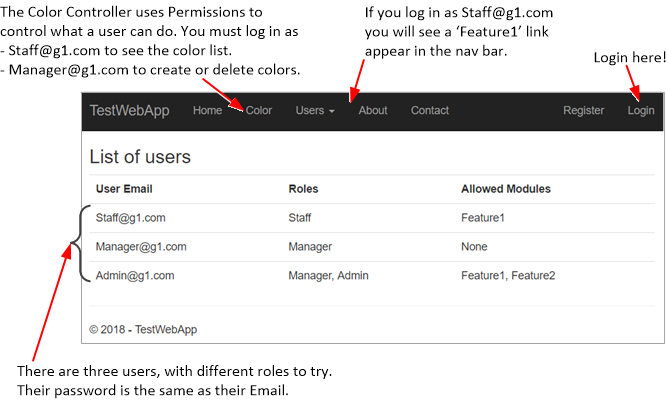 The Color Controller uses Permissions to
control what a user can do. You must log in as
- Staff@g1.com to see the color list.
- Manager@g1.com to create or delete colors.
If you log in as Staff@g1.com
you will see a ‘Feature1’ link
appear in the nav bar.
Login here!
TestWebApp Home Color Users About Contact Register Login
List of users
User Email Roles Allowed Modules
Staff@g1.com Staff Feature1
Manager@g1.com Manager None
Admin@g1.com Manager, Admin Feature1, Feature2
© 2018 - TestWebApp
There are three users, with different roles to try.
Their password is the same as their Email.